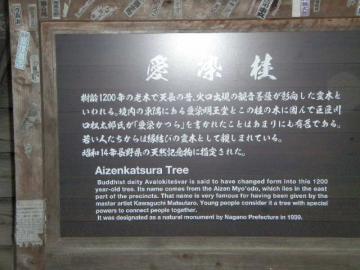 愛染桂
樹齢1200年の老木で天長の昔、火口出現の観音菩薩が影向した霊木と
いわれる。境内の東隅にある愛染明王堂とこの桂の木に因んで正匠川
口松太郎氏が「愛染かつら」を書かれたことはあまりにも有名である。
若い人たちからは縁結びの霊木として親しまれている。
昭和14年長野県の天然記念物に指定された。
Aizenkatsura Tree
Buddhist deity Avalokiteśvar is said to have changed form into this 1200
year-old tree. Its name comes from the Aizen Myo'odo, which lies in the east
part of the precincts. That name is very famous for having been given by the
master artist Kawaguchi Matsutaro. Young people consider it a tree with special
powers to connect people together.
It was designated as a natural monument by Nagano Prefecture in 1939.